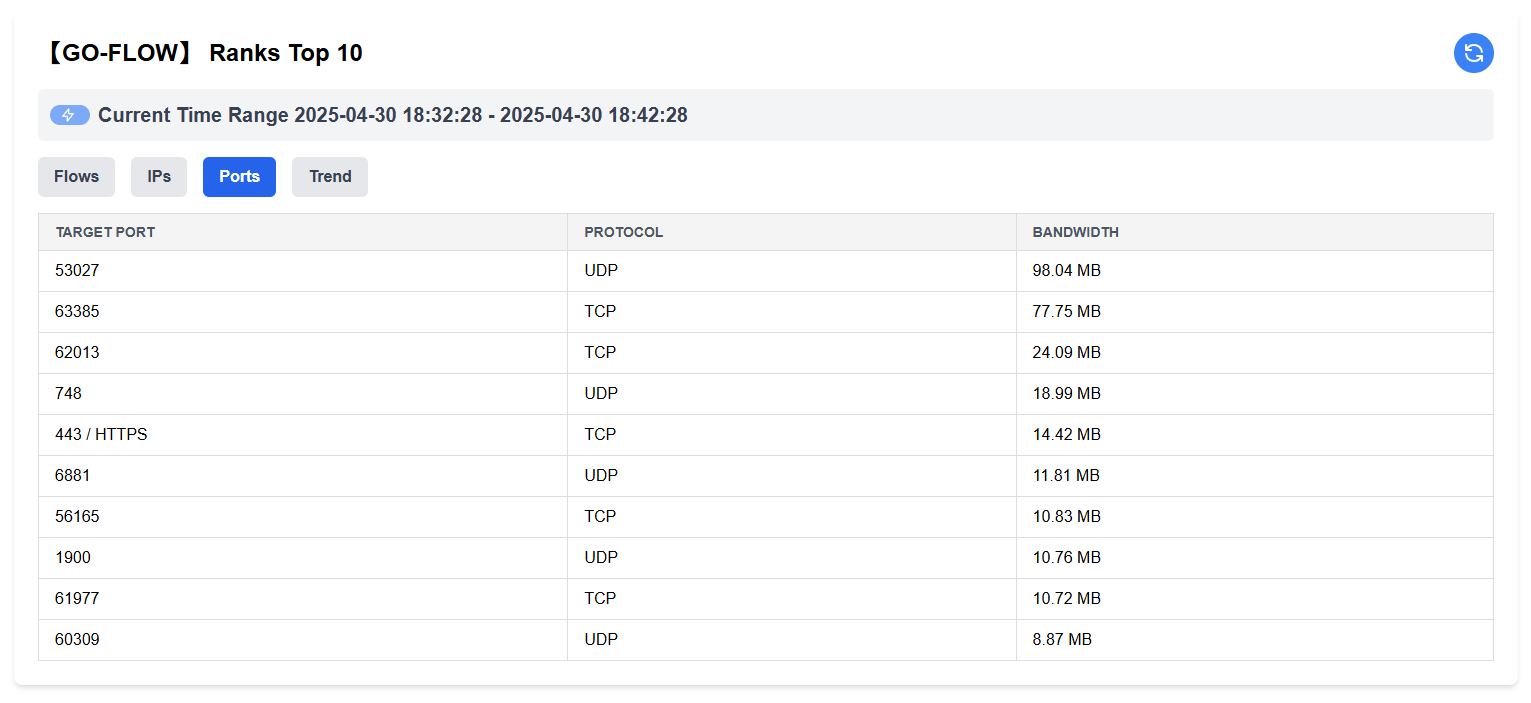 【GO-FLOW】 Ranks Top 10
Current Time Range 2025-04-30 18:32:28 - 2025-04-30 18:42:28
Flows IPs Ports Trend
TARGET PORT PROTOCOL BANDWIDTH
53027 UDP 98.04 MB
63385 TCP 77.75 MB
62013 TCP 24.09 MB
748 UDP 18.99 MB
443 / HTTPS TCP 14.42 MB
6881 UDP 11.81 MB
56165 TCP 10.83 MB
1900 UDP 10.76 MB
61977 TCP 10.72 MB
60309 UDP 8.87 MB